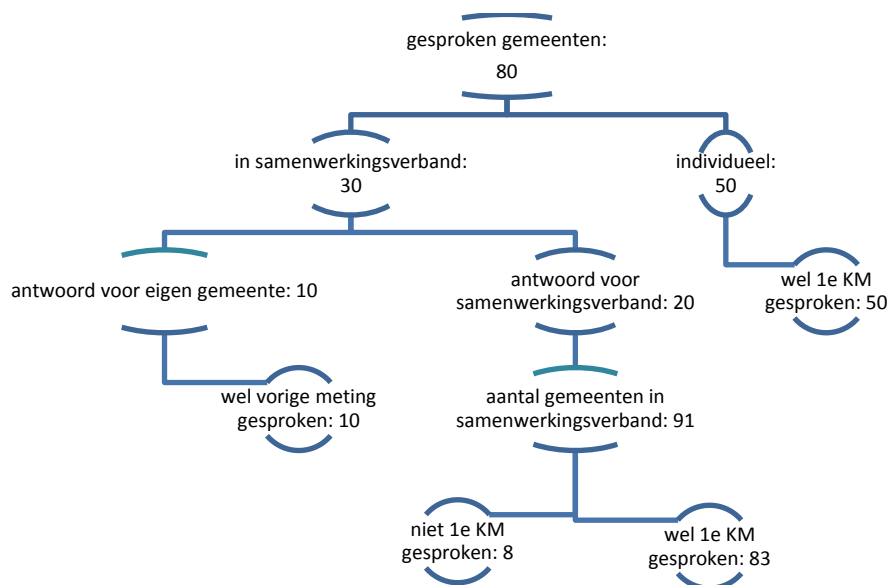 gesproken gemeenten:
80
in samenwerkingsverband:
30
individueel:
50
antwoord voor eigen gemeente: 10
antwoord voor
samenwerkingsverband: 20
wel 1e KM
gesproken: 50
wel vorige meting
gesproken: 10
aantal gemeenten in
samenwerkingsverband: 91
niet 1e KM
gesproken: 8
wel 1e KM
gesproken: 83